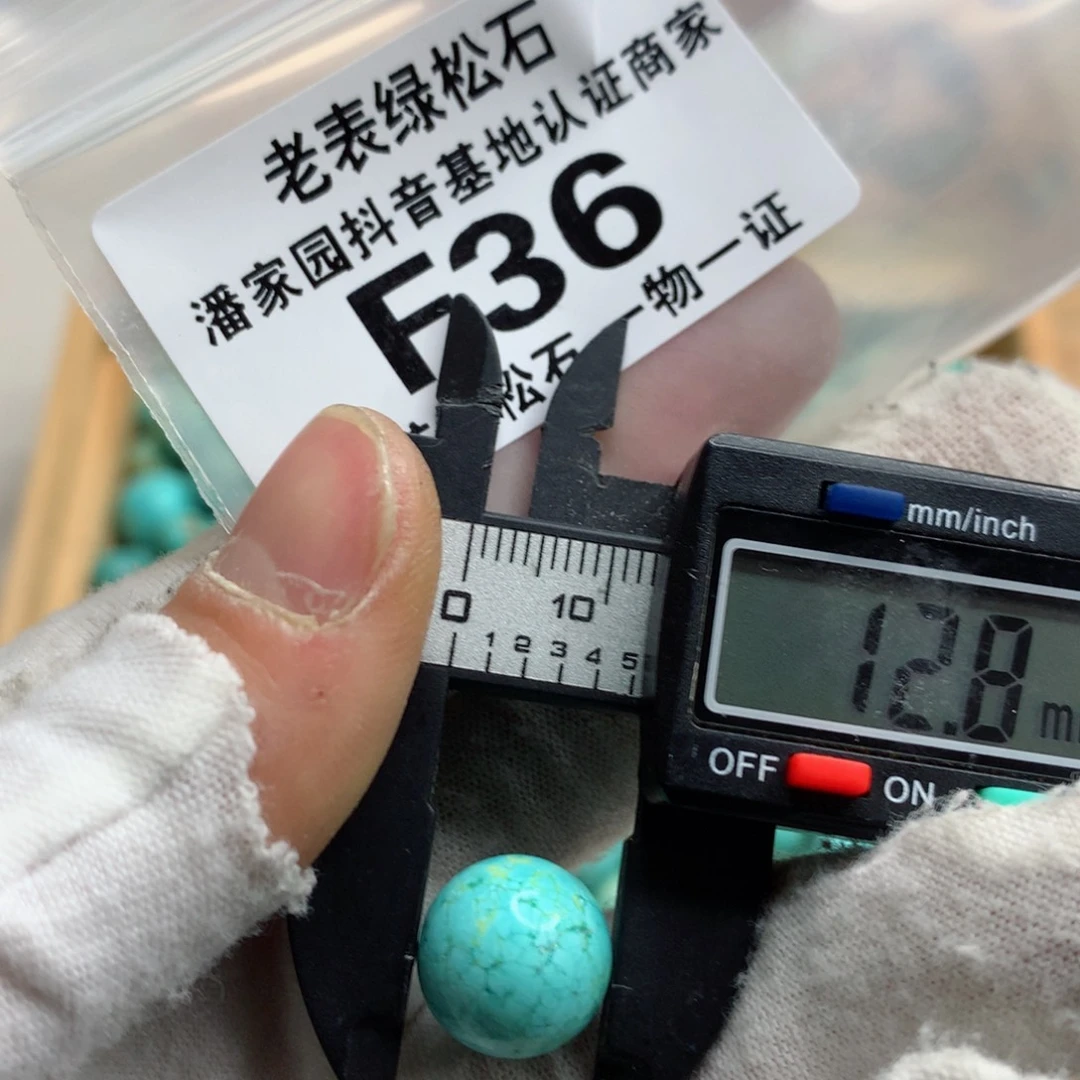 老表绿松石
潘家园抖音基地认证商家
F36
松石 一物一证
mm/inch
0 10
1 2 3 4 5
12.8 m
OFF ON